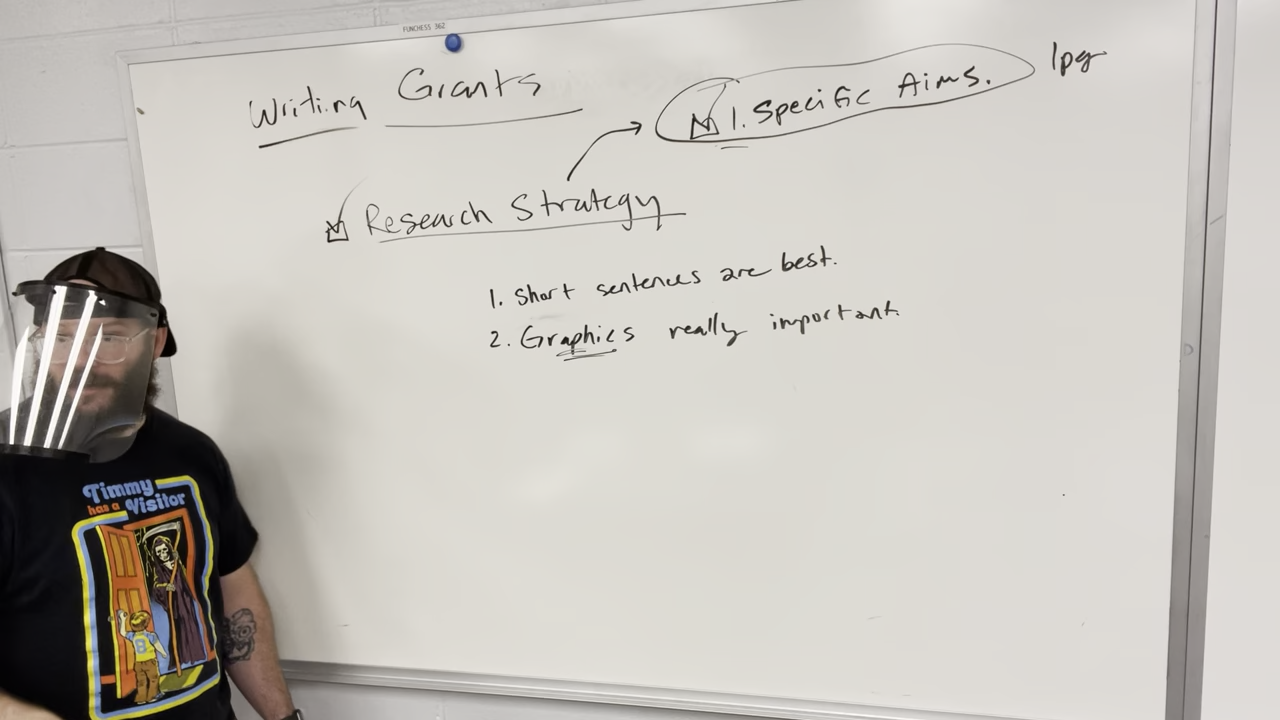 FUNCHESS 362
Writing Grants
1. Specific Aims.
1pg
Research Strategy
1. Short sentences are best.
2. Graphics really important.
Timmy
has a Visitor
8